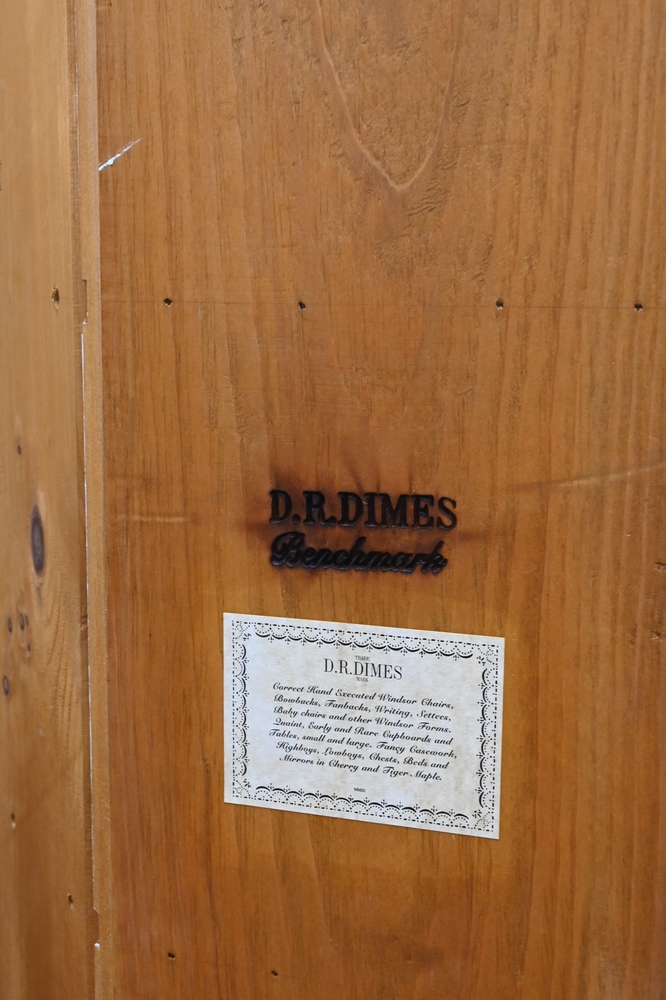 D.R.DIMES
Benchmark
TRADE
D.R.DIMES
MARK
Correct Hand Executed Windsor Chairs,
Bowbacks, Fanbacks, Writing, Settees,
Baby chairs and other Windsor Forms.
Quaint, Early and Rare Cupboards and
Tables, small and large. Fancy Casework,
Highboys, Lowboys, Chests, Beds and
Mirrors in Cherry and Tiger Maple.